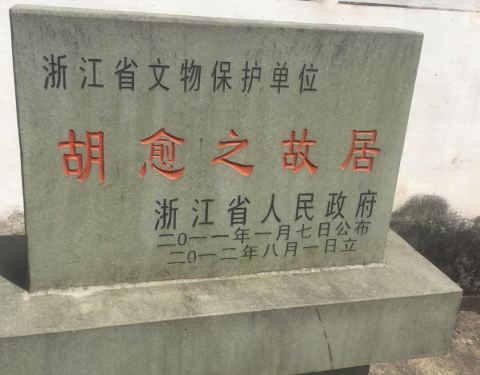 浙江省文物保护单位
胡愈之故居
浙江省人民政府
二0一一年一月七日公布
二0一二年八月一日立